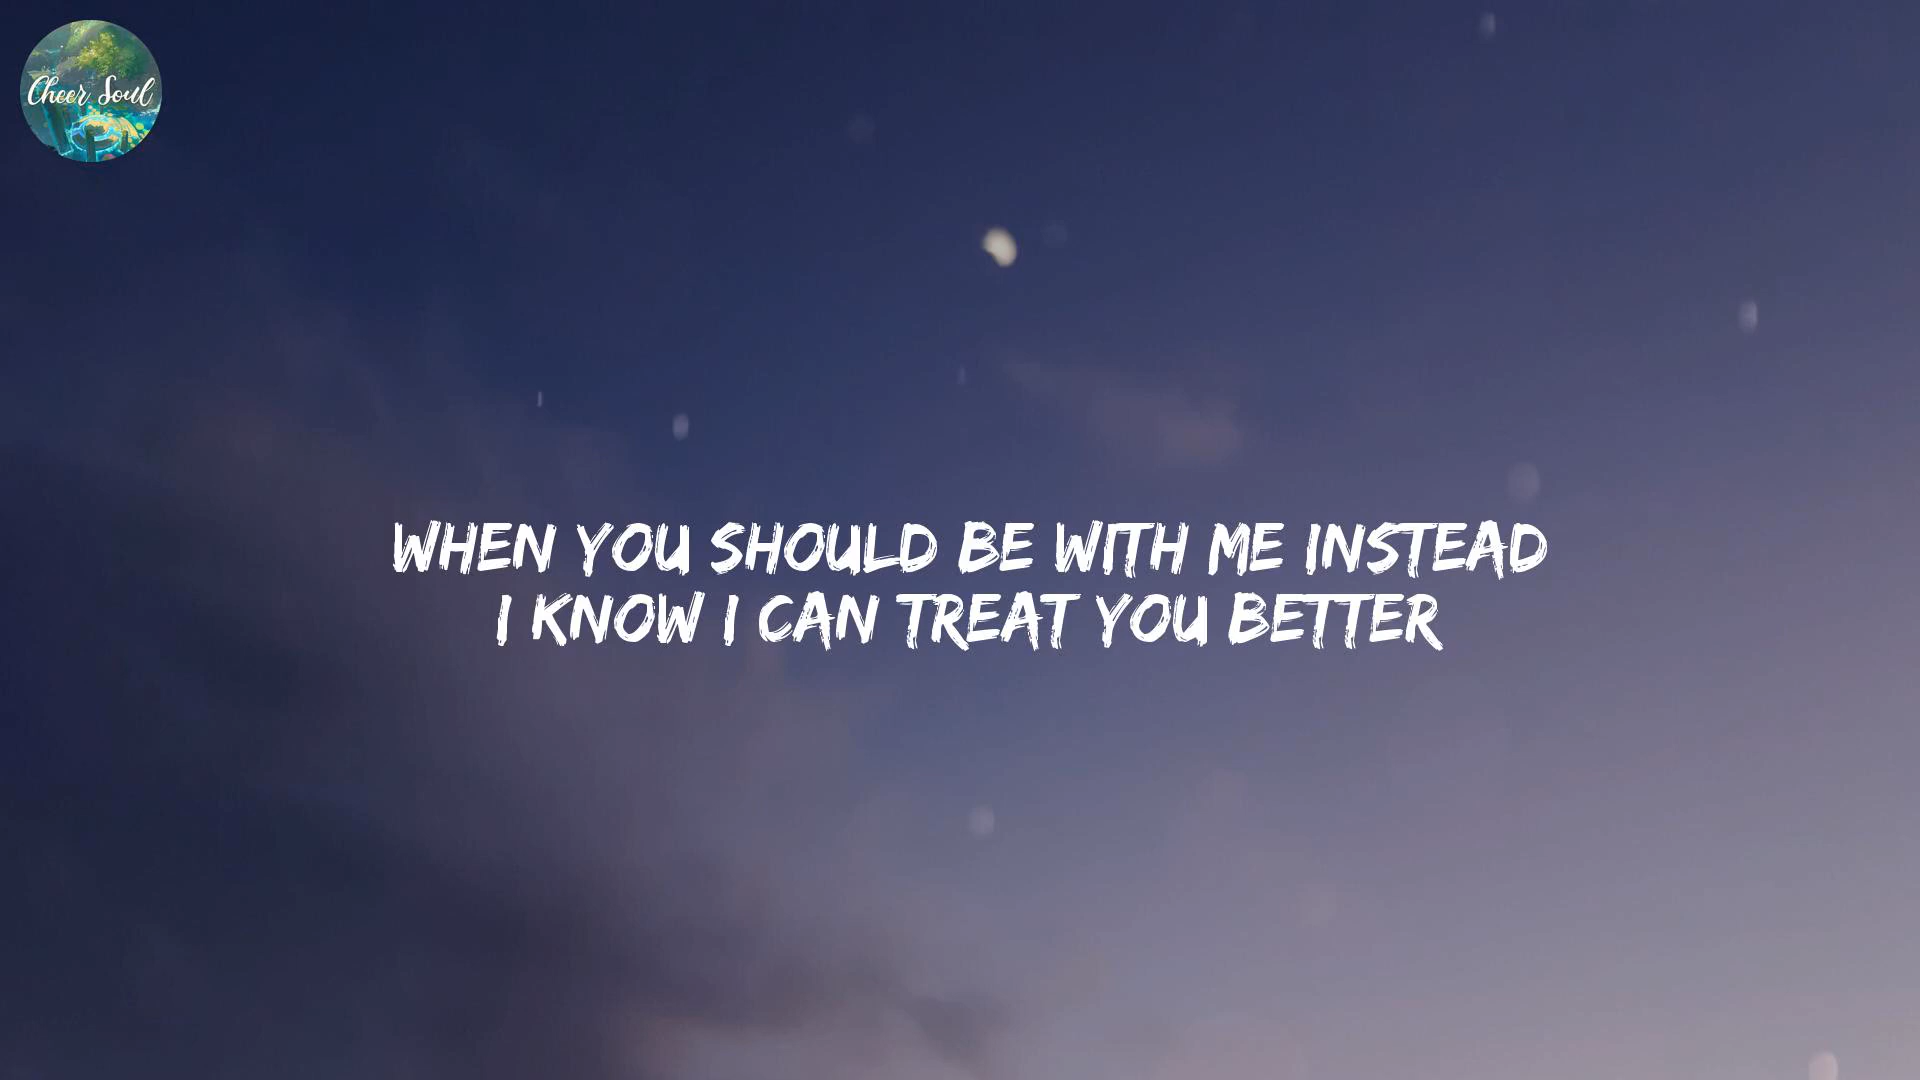 Cheer Soul
WHEN YOU SHOULD BE WITH ME INSTEAD
I KNOW I CAN TREAT YOU BETTER